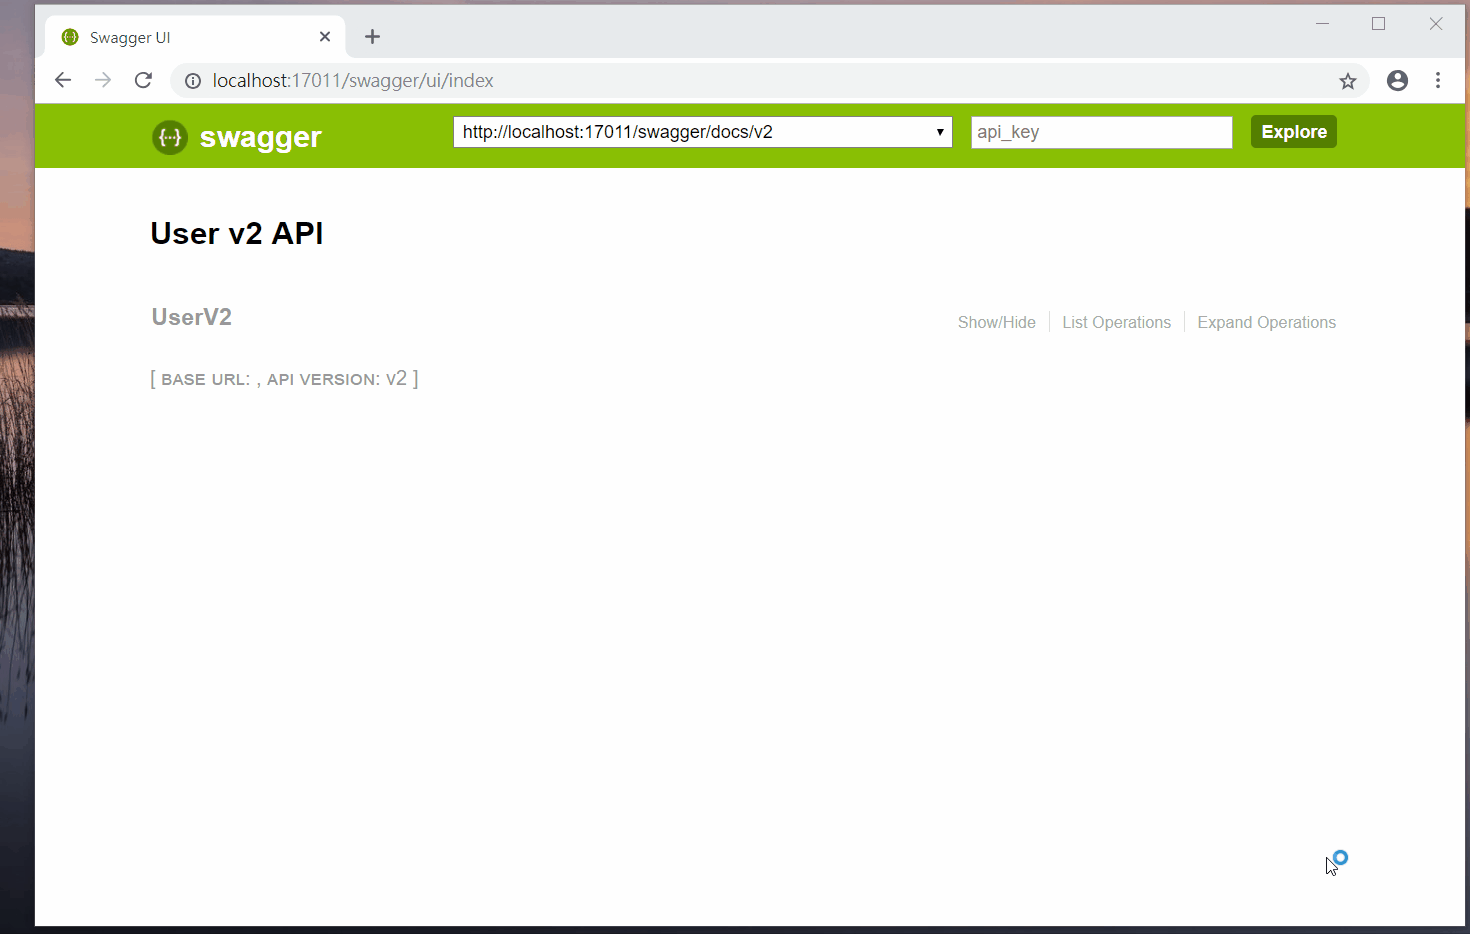 Swagger UI
localhost:17011/swagger/ui/index
{...} swagger
http://localhost:17011/swagger/docs/v2
api_key
Explore
User v2 API
UserV2
Show/Hide
List Operations
Expand Operations
[ BASE URL: , API VERSION: V2 ]